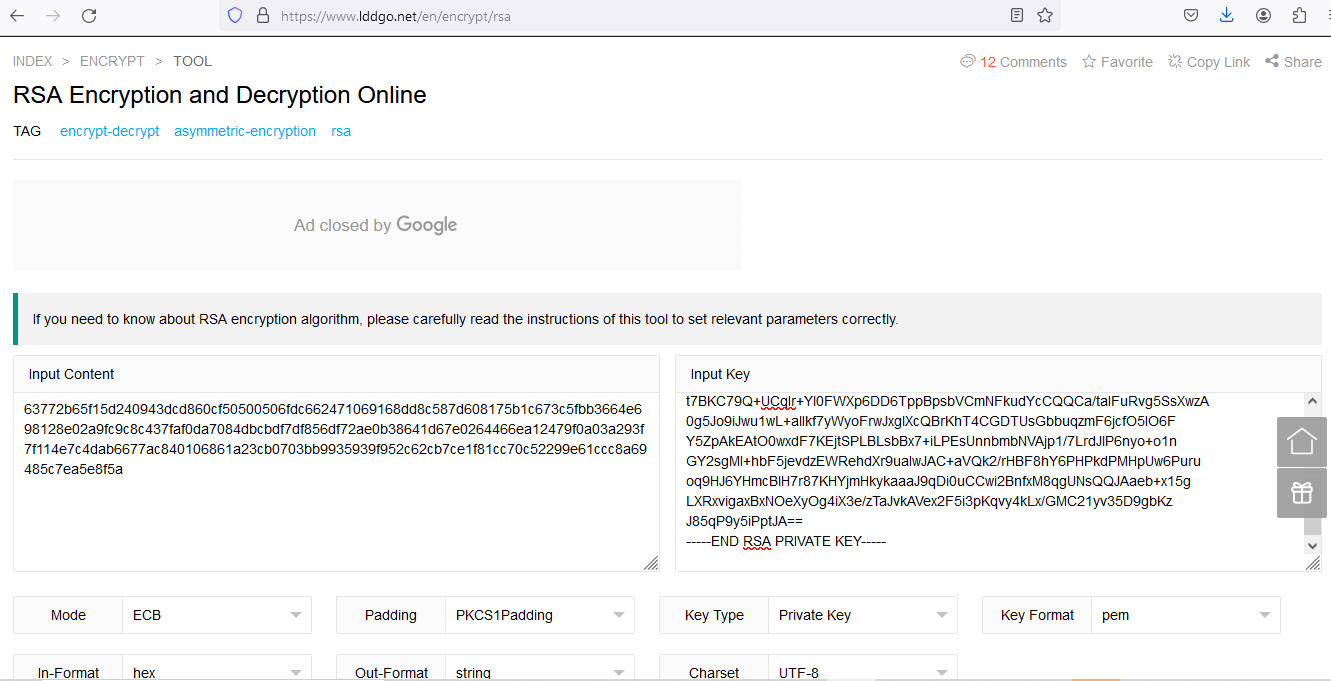 https://www.lddgo.net/en/encrypt/rsa
INDEX > ENCRYPT > TOOL
12 Comments Favorite Copy Link Share
RSA Encryption and Decryption Online
TAG encrypt-decrypt asymmetric-encryption rsa
Ad closed by Google
If you need to know about RSA encryption algorithm, please carefully read the instructions of this tool to set relevant parameters correctly.
Input Content
63772b65f15d240943dcd860cf50500506fdc662471069168dd8c587d608175b1c673c5fbb3664e6
98128e02a9fc9c8c437faf0da7084dbcbdf7df856df72ae0b38641d67e0264466ea12479f0a03a293f
7f114e7c4dab6677ac840106861a23cb0703bb9935939f952c62cb7ce1f81cc70c52299e61ccc8a69
485c7ea5e8f5a
Input Key
t7BKC79Q+UCqlr+Yl0FWXp6DD6TppBpsbVCmNFkudYcCQQCa/talFuRvg5SsXwzA
0g5Jo9iJwu1wL+allkf7yWyoFrwJxglXcQBrKhT4CGDTUsGbbuqzmF6jcfO5lO6F
Y5ZpAkEAtO0wxdF7KEjtSPLBLsbBx7+iLPEsUnnbmbNVAjp1/7LrdJlP6nyo+o1n
GY2sgMl+hbF5jevdzEWRehdXr9ualwJAC+aVQk2/rHBF8hY6PHPkdPMHpUw6Puru
oq9HJ6YHmcBlH7r87KHYjmHkykaaaJ9qDi0uCCwi2BnfxM8qgUNsQQJAaeb+x15g
LXRxvigaxBxNOeXyOg4iX3e/zTaJvkAVex2F5i3pKqvy4kLx/GMC21yv35D9gbKz
J85qP9y5iPptJA==
-----END RSA PRIVATE KEY-----
Mode ECB Padding PKCS1Padding Key Type Private Key Key Format pem
In-Format hex Out-Format string Charset UTF-8